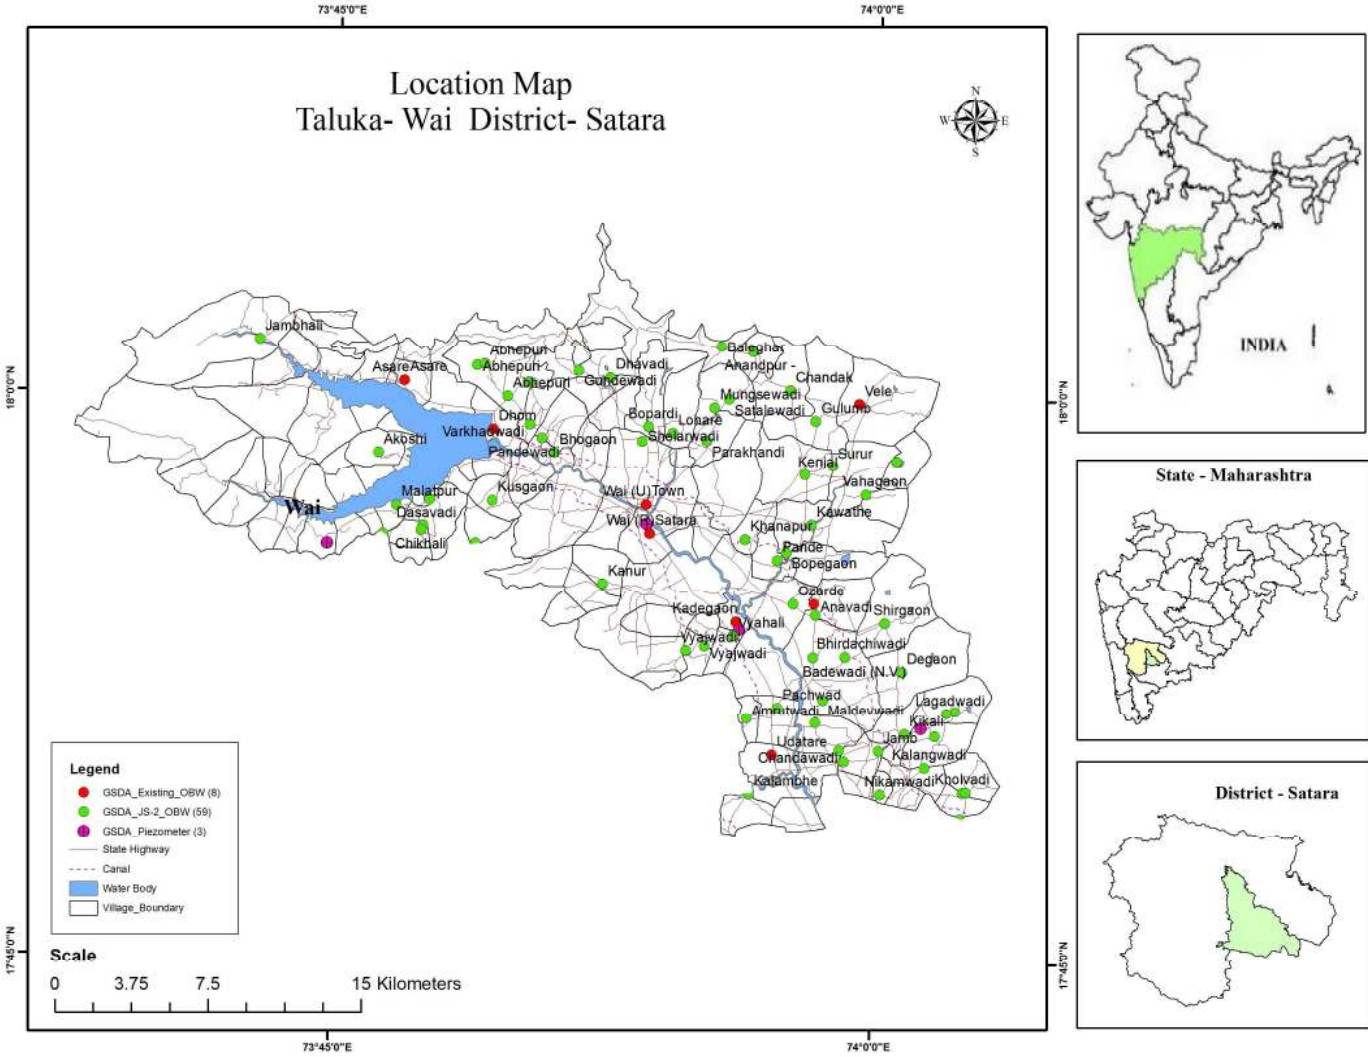 73°45'0"E
74°0'0"E
Location Map
Taluka- Wai District- Satara
N
W
E
S
INDIA
Jambhali
Asare Asare
Abhepuri
Abhepuri
Abhepuri
Dhavadi
Gundewadi
Baleghar
Anandpur -
Chandak
Vele
Mungsewadi
Satalewadi
Gulumb
18°0'0"N
18°0'0"N
Dhom
Varkhadwadi
Pandewadi
Bhogaon
Bopardi
Lonare
Shelarwadi
Parakhandi
Akoshi
Kenjal
Surur
Vahagaon
Malatpur
Kusgaon
Wai
Dasavadi
Chikhali
Wai (U) Town
Wai (R) Satara
Khanapur
Kawathe
Pande
Bopegaon
Kanur
Ozarde
Kadegaon
Vyahali
Anavadi
Shirgaon
Vyajwadi
Vyajwadi
Bhirdachiwadi
Badewadi (N.V.)
Degaon
Pachwad
Amrutwadi
Lagadwadi
Kikali
Udatare
Chandawadi
Jamb
Kalangwadi
Kalambhe
Nikamwadi
Kholvadi
State - Maharashtra
District - Satara
Legend
GSDA_Existing_OBW (8)
GSDA_JS-2_OBW (59)
GSDA_Piezometer (3)
State Highway
Canal
Water Body
Village_Boundary
17°45'0"N
17°45'0"N
Scale
0 3.75 7.5 15 Kilometers
73°45'0"E
74°0'0"E